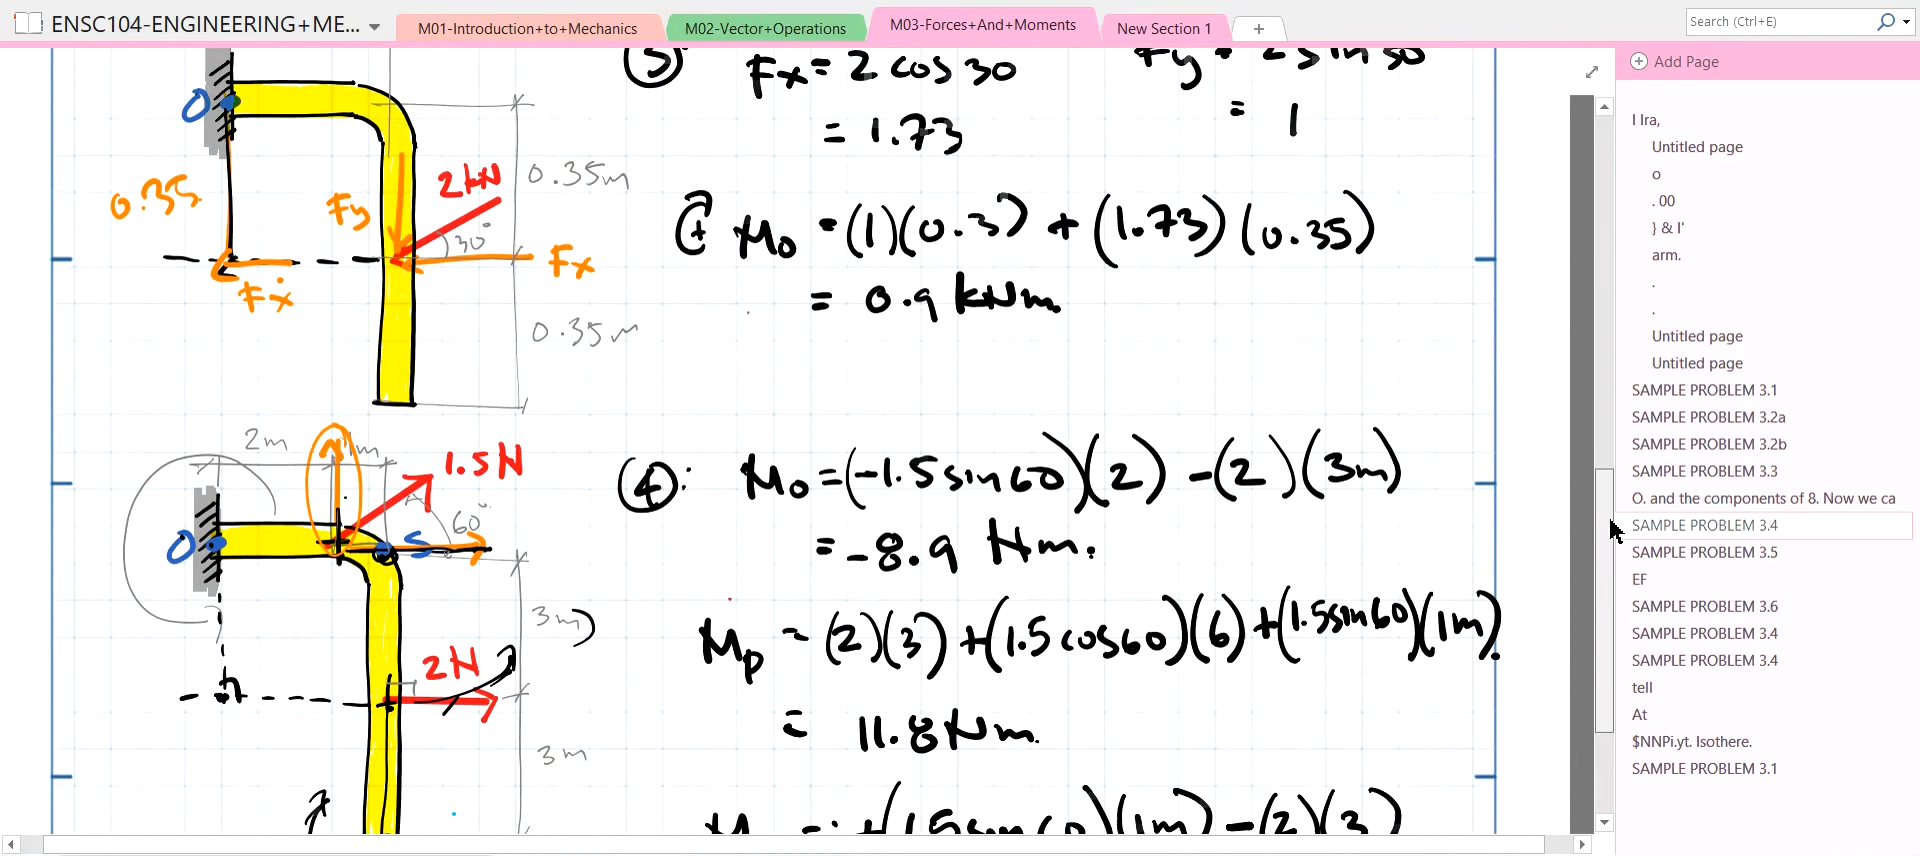 ENSC104-ENGINEERING+ME...
M01-Introduction+to+Mechanics
M02-Vector+Operations
M03-Forces+And+Moments
New Section 1
+
Search (Ctrl+E)
Add Page
I Ira,
Untitled page
o
. 00
} & I'
arm.
.
.
Untitled page
Untitled page
SAMPLE PROBLEM 3.1
SAMPLE PROBLEM 3.2a
SAMPLE PROBLEM 3.2b
SAMPLE PROBLEM 3.3
O. and the components of 8. Now we ca
SAMPLE PROBLEM 3.4
SAMPLE PROBLEM 3.5
EF
SAMPLE PROBLEM 3.6
SAMPLE PROBLEM 3.4
SAMPLE PROBLEM 3.4
tell
At
$NNPi.yt. Isothere.
SAMPLE PROBLEM 3.1
O
0.35
Fy
2kN
30°
Fx
Fx
0.35m
0.35m
③ Fx = 2 cos 30
= 1.73
Fy = 2 sin 30
= 1
+ Mo = (1)(0.3) + (1.73)(0.35)
= 0.9 kNm.
2m
1m
1.5N
60°
O
S
3m
2N
3m
④: Mo = (-1.5 sin 60)(2) - (2)(3m)
= -8.9 Nm.
Mp = (2)(3) + (1.5 cos 60)(6) + (1.5 sin 60)(1m).
= 11.8 Nm.